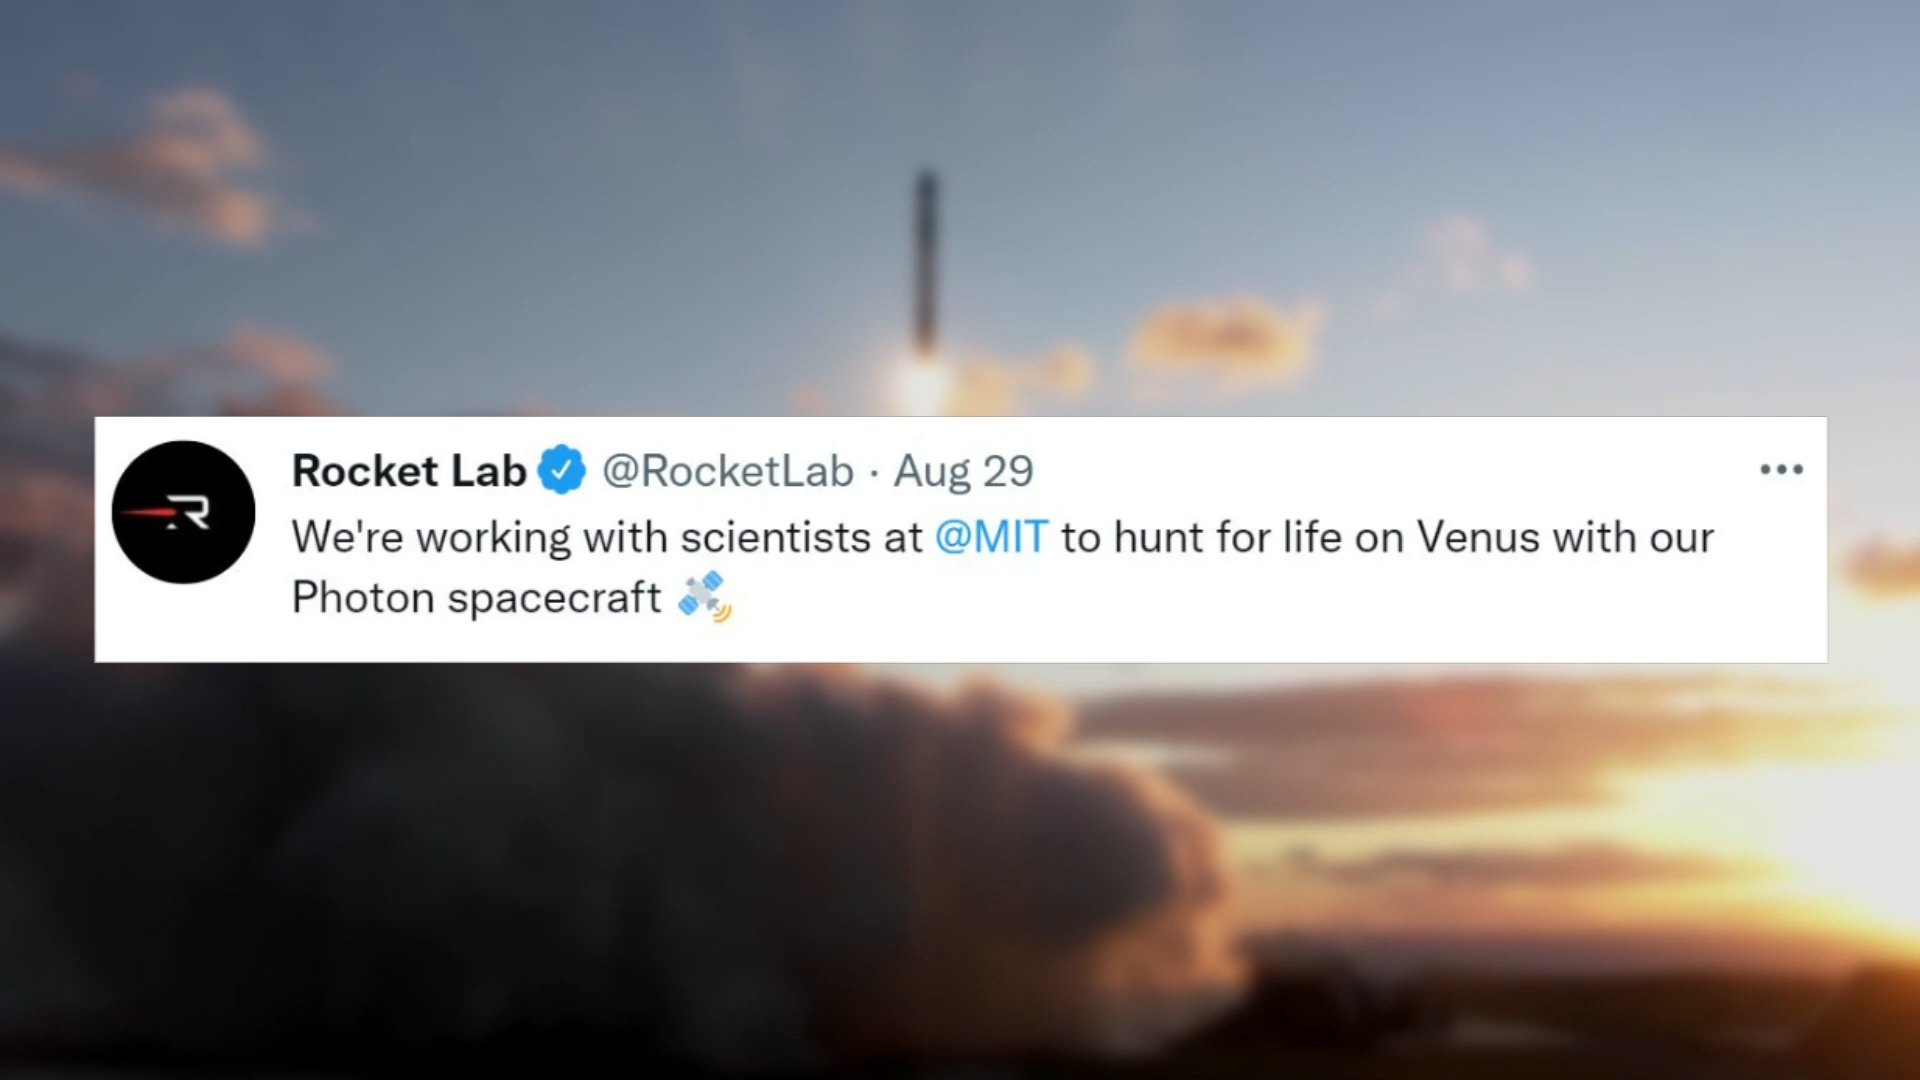 Rocket Lab @RocketLab · Aug 29
We're working with scientists at @MIT to hunt for life on Venus with our
Photon spacecraft 🛰️